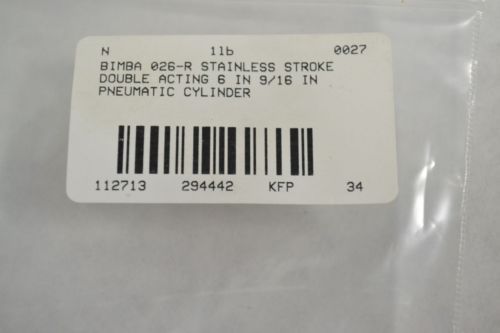 N 1lb 0027
BIMBA 026-R STAINLESS STROKE
DOUBLE ACTING 6 IN 9/16 IN
PNEUMATIC CYLINDER
112713 294442 KFP 34